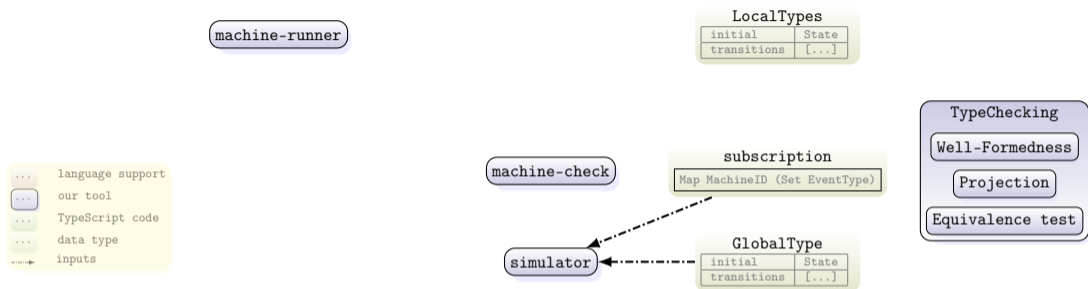 machine-runner
LocalTypes
initial State
transitions [...]
TypeChecking
Well-Formedness
Projection
Equivalence test
machine-check
subscription
Map MachineID (Set EventType)
simulator
GlobalType
initial State
transitions [...]
... language support
... our tool
... TypeScript code
... data type
inputs